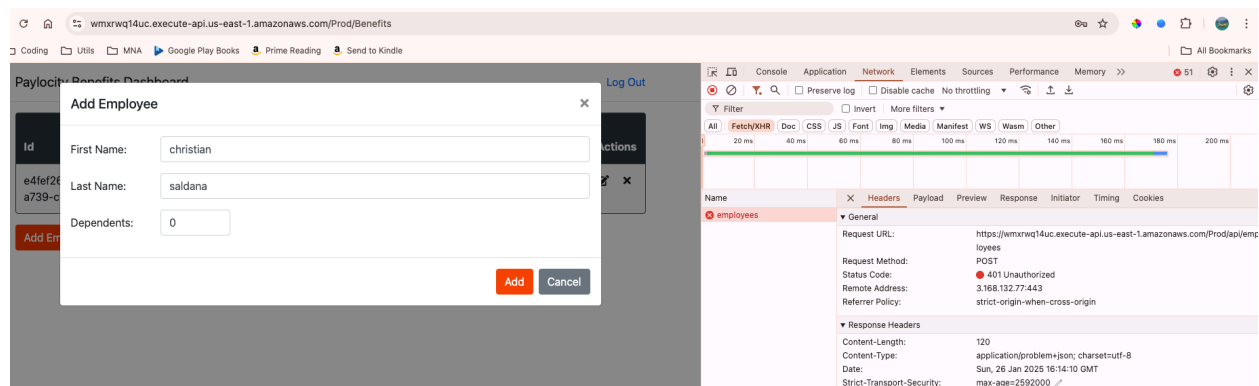 wmxrwq14uc.execute-api.us-east-1.amazonaws.com/Prod/Benefits
Coding Utils MNA Google Play Books Prime Reading Send to Kindle All Bookmarks
Paylocity Benefits Dashboard Log Out
Add Employee ×
Id Actions
First Name: christian
e4fef26
a739-c
Last Name: saldana
Dependents: 0
Add Em
Add Cancel
Console Application Network Elements Sources Performance Memory >> 51
Preserve log Disable cache No throttling
Filter Invert More filters
All Fetch/XHR Doc CSS JS Font Img Media Manifest WS Wasm Other
20 ms 40 ms 60 ms 80 ms 100 ms 120 ms 140 ms 160 ms 180 ms 200 ms
Name × Headers Payload Preview Response Initiator Timing Cookies
employees
General
Request URL: https://wmxrwq14uc.execute-api.us-east-1.amazonaws.com/Prod/api/emp
loyees
Request Method: POST
Status Code: 401 Unauthorized
Remote Address: 3.168.132.77:443
Referrer Policy: strict-origin-when-cross-origin
Response Headers
Content-Length: 120
Content-Type: application/problem+json; charset=utf-8
Date: Sun, 26 Jan 2025 16:14:10 GMT
Strict-Transport-Security: max-age=2592000